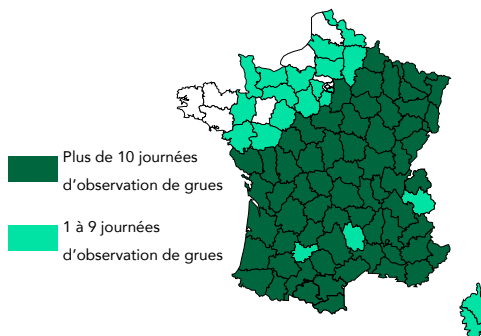 Plus de 10 journées
d’observation de grues
1 à 9 journées
d’observation de grues